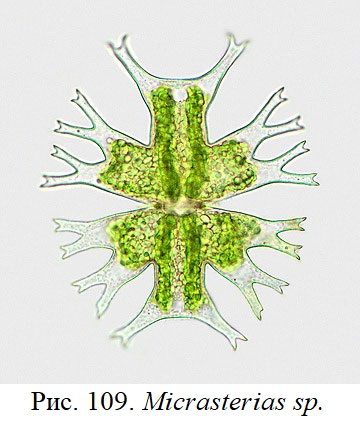 Рис. 109. Micrasterias sp.